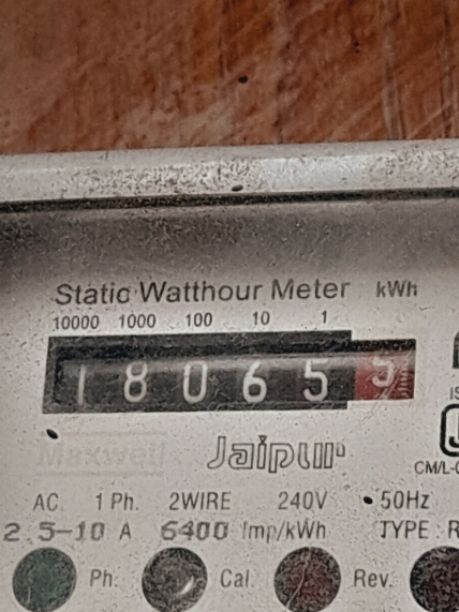 Static Watthour Meter kWh
10000 1000 100 10 1
1 8 0 6 5 5
Maxwell Jaipur
CM/L-
AC 1 Ph. 2WIRE 240V • 50Hz
2.5-10 A 6400 Imp/kWh TYPE : R
Ph. Cal. Rev.